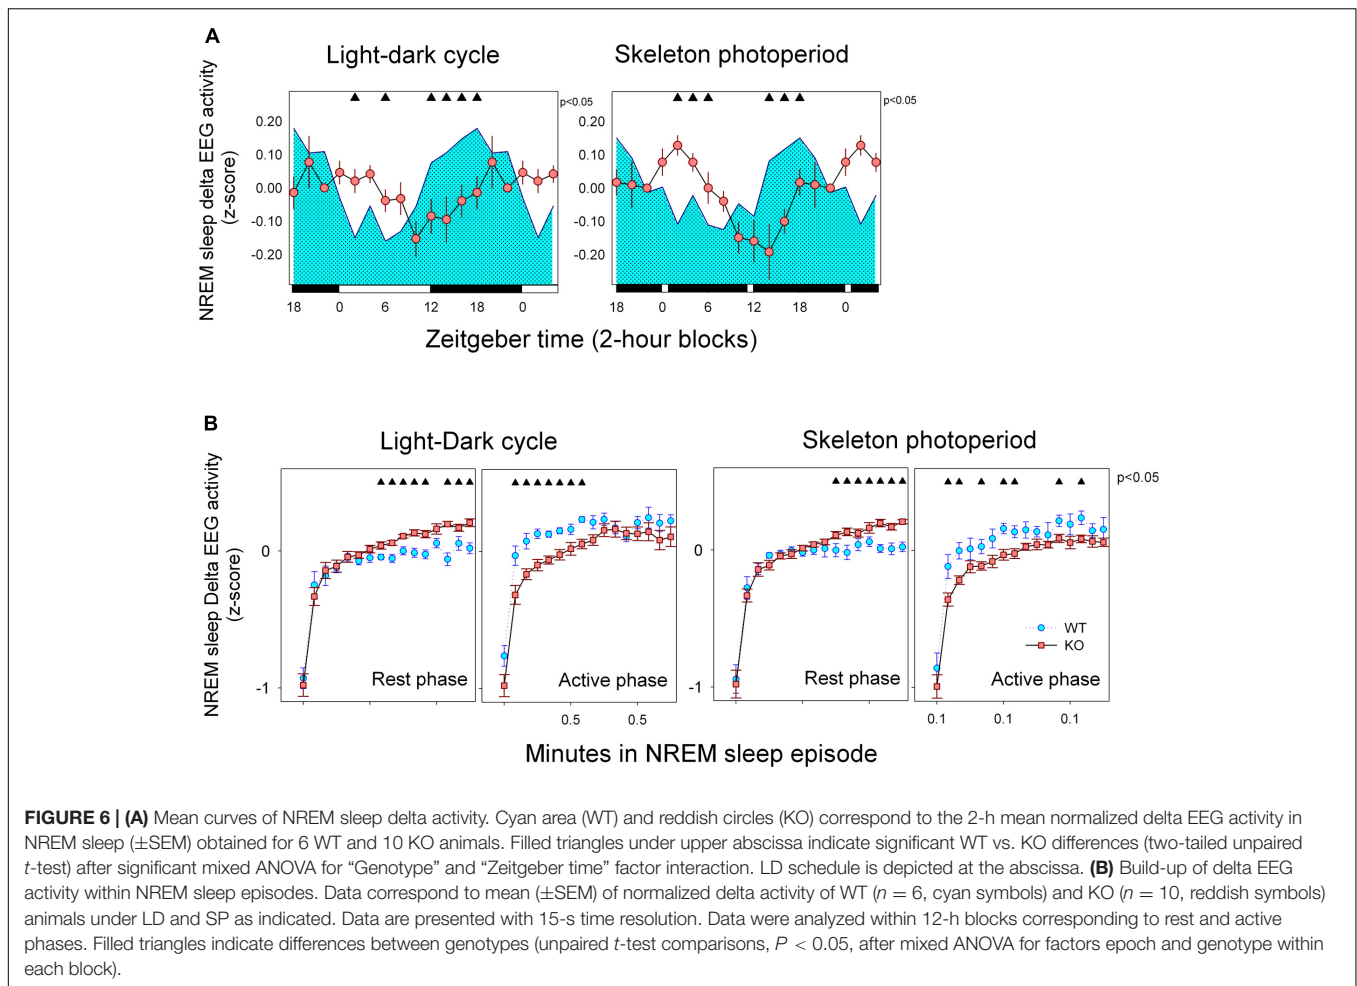 A
Light-dark cycle
Skeleton photoperiod
NREM sleep delta EEG activity
(z-score)
0.20
0.10
0.00
-0.10
-0.20
p<0.05
18 0 6 12 18 0
0.20
0.10
0.00
-0.10
-0.20
p<0.05
18 0 6 12 18 0
Zeitgeber time (2-hour blocks)
B
Light-Dark cycle
Skeleton photoperiod
NREM sleep Delta EEG activity
(z-score)
0
-1
Rest phase
Active phase
0.5 0.5
0
-1
Rest phase
p<0.05
WT
KO
Active phase
0.1 0.1 0.1
Minutes in NREM sleep episode
FIGURE 6 | (A) Mean curves of NREM sleep delta activity. Cyan area (WT) and reddish circles (KO) correspond to the 2-h mean normalized delta EEG activity in
NREM sleep (±SEM) obtained for 6 WT and 10 KO animals. Filled triangles under upper abscissa indicate significant WT vs. KO differences (two-tailed unpaired
t-test) after significant mixed ANOVA for “Genotype” and “Zeitgeber time” factor interaction. LD schedule is depicted at the abscissa. (B) Build-up of delta EEG
activity within NREM sleep episodes. Data correspond to mean (±SEM) of normalized delta activity of WT (n = 6, cyan symbols) and KO (n = 10, reddish symbols)
animals under LD and SP as indicated. Data are presented with 15-s time resolution. Data were analyzed within 12-h blocks corresponding to rest and active
phases. Filled triangles indicate differences between genotypes (unpaired t-test comparisons, P < 0.05, after mixed ANOVA for factors epoch and genotype within
each block).